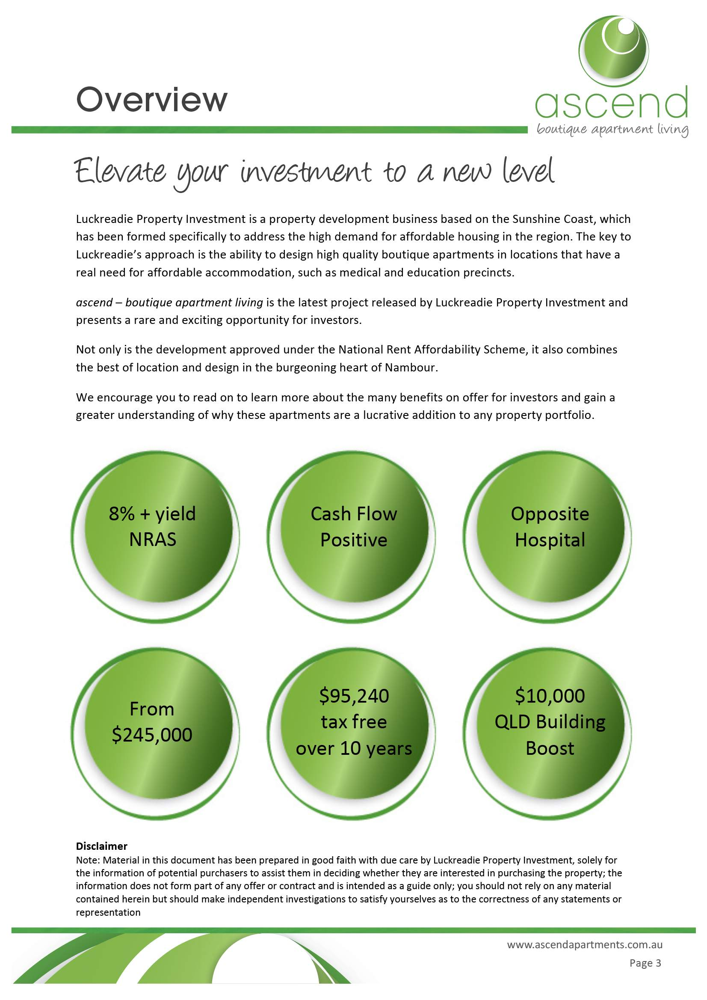 ascend
boutique apartment living
Overview
Elevate your investment to a new level
Luckreadie Property Investment is a property development business based on the Sunshine Coast, which
has been formed specifically to address the high demand for affordable housing in the region. The key to
Luckreadie’s approach is the ability to design high quality boutique apartments in locations that have a
real need for affordable accommodation, such as medical and education precincts.
ascend – boutique apartment living is the latest project released by Luckreadie Property Investment and
presents a rare and exciting opportunity for investors.
Not only is the development approved under the National Rent Affordability Scheme, it also combines
the best of location and design in the burgeoning heart of Nambour.
We encourage you to read on to learn more about the many benefits on offer for investors and gain a
greater understanding of why these apartments are a lucrative addition to any property portfolio.
8% + yield
NRAS
Cash Flow
Positive
Opposite
Hospital
From
$245,000
$95,240
tax free
over 10 years
$10,000
QLD Building
Boost
Disclaimer
Note: Material in this document has been prepared in good faith with due care by Luckreadie Property Investment, solely for
the information of potential purchasers to assist them in deciding whether they are interested in purchasing the property; the
information does not form part of any offer or contract and is intended as a guide only; you should not rely on any material
contained herein but should make independent investigations to satisfy yourselves as to the correctness of any statements or
representation
www.ascendapartments.com.au
Page 3